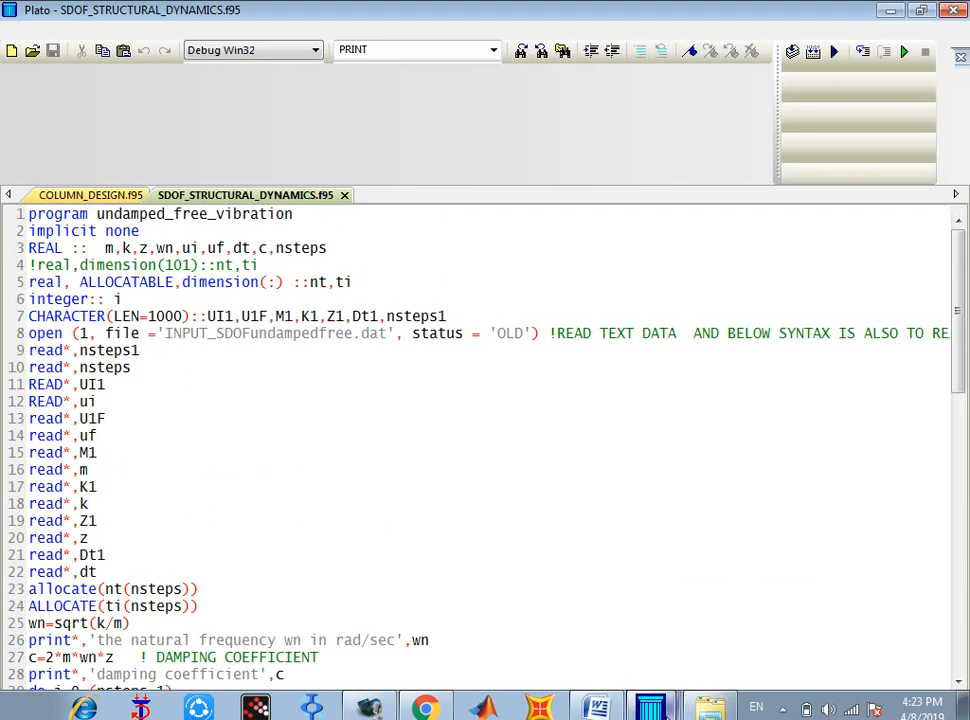 Plato - SDOF_STRUCTURAL_DYNAMICS.f95
Debug Win32
PRINT
COLUMN_DESIGN.f95
SDOF_STRUCTURAL_DYNAMICS.f95
1 program undamped_free_vibration
2 implicit none
3 REAL ::  m,k,z,wn,ui,uf,dt,c,nsteps
4 !real,dimension(101)::nt,ti
5 real, ALLOCATABLE,dimension(:) ::nt,ti
6 integer:: i
7 CHARACTER(LEN=1000)::UI1,U1F,M1,K1,Z1,Dt1,nsteps1
8 open (1, file ='INPUT_SDOFundampedfree.dat', status = 'OLD') !READ TEXT DATA  AND BELOW SYNTAX IS ALSO TO RE
9 read*,nsteps1
10 read*,nsteps
11 READ*,UI1
12 READ*,ui
13 read*,U1F
14 read*,uf
15 read*,M1
16 read*,m
17 read*,K1
18 read*,k
19 read*,Z1
20 read*,z
21 read*,Dt1
22 read*,dt
23 allocate(nt(nsteps))
24 ALLOCATE(ti(nsteps))
25 wn=sqrt(k/m)
26 print*,'the natural frequency wn in rad/sec',wn
27 c=2*m*wn*z   ! DAMPING COEFFICIENT
28 print*,'damping coefficient',c
EN
4:23 PM
4/8/2019